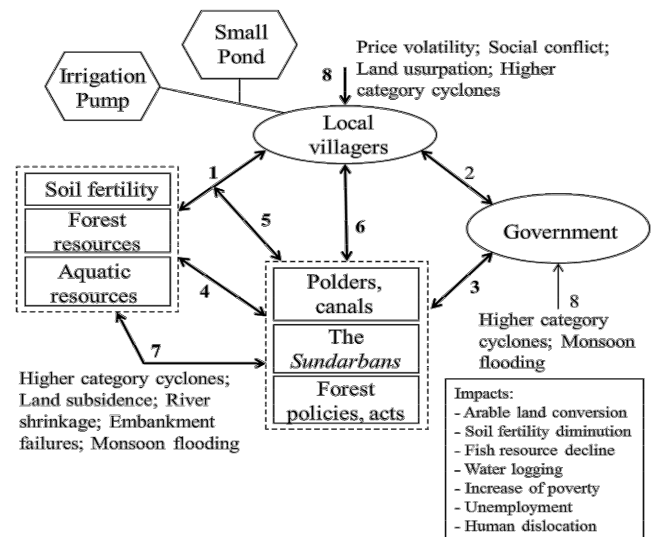 Small
Pond
Irrigation
Pump
8
Price volatility; Social conflict;
Land usurpation; Higher
category cyclones
Local
villagers
1
2
Soil fertility
Forest
resources
Aquatic
resources
5
6
Government
4
3
Polders,
canals
The
Sundarbans
Forest
policies, acts
8
Higher category
cyclones; Monsoon
flooding
7
Higher category cyclones;
Land subsidence; River
shrinkage; Embankment
failures; Monsoon flooding
Impacts:
- Arable land conversion
- Soil fertility diminution
- Fish resource decline
- Water logging
- Increase of poverty
- Unemployment
- Human dislocation